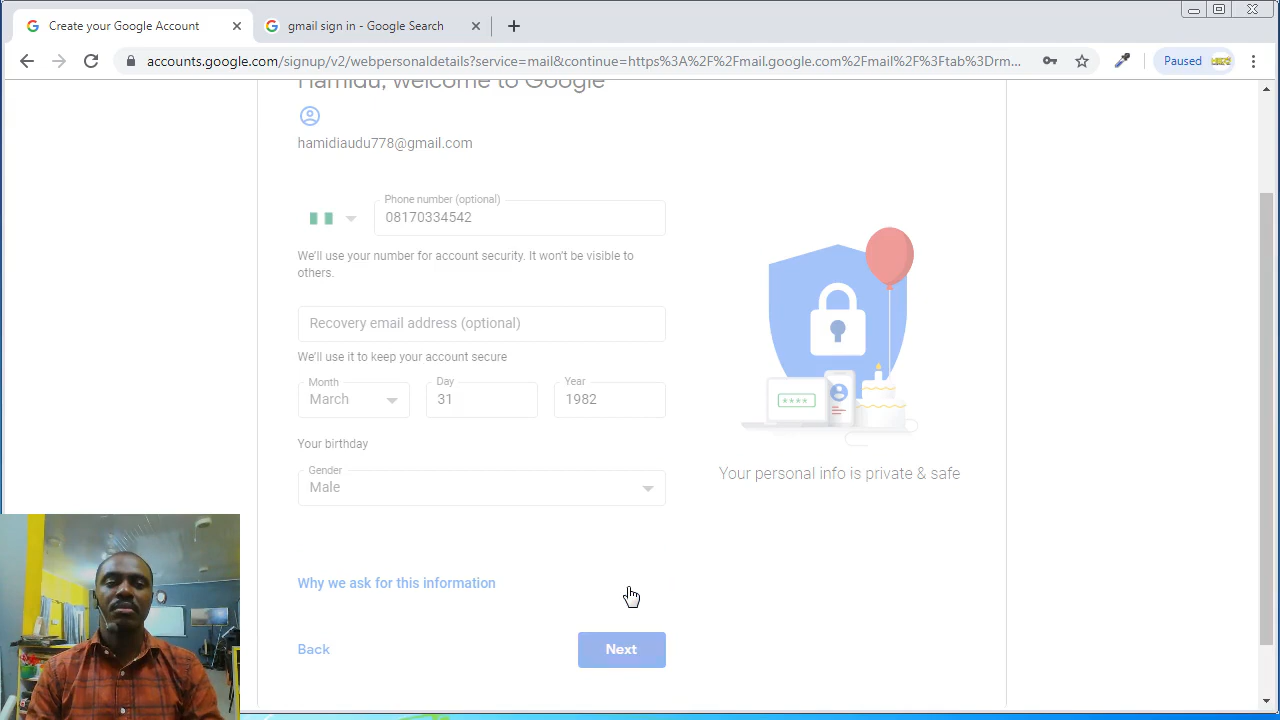 Create your Google Account
gmail sign in - Google Search
accounts.google.com/signup/v2/webpersonaldetails?service=mail&continue=https%3A%2F%2Fmail.google.com%2Fmail%2F%3Ftab%3Drm...
Paused
Hamidu, welcome to Google
hamidiaudu778@gmail.com
Phone number (optional)
08170334542
We'll use your number for account security. It won't be visible to
others.
Recovery email address (optional)
We'll use it to keep your account secure
Month
Day
Year
March
31
1982
Your birthday
Gender
Male
Your personal info is private & safe
Why we ask for this information
Back
Next